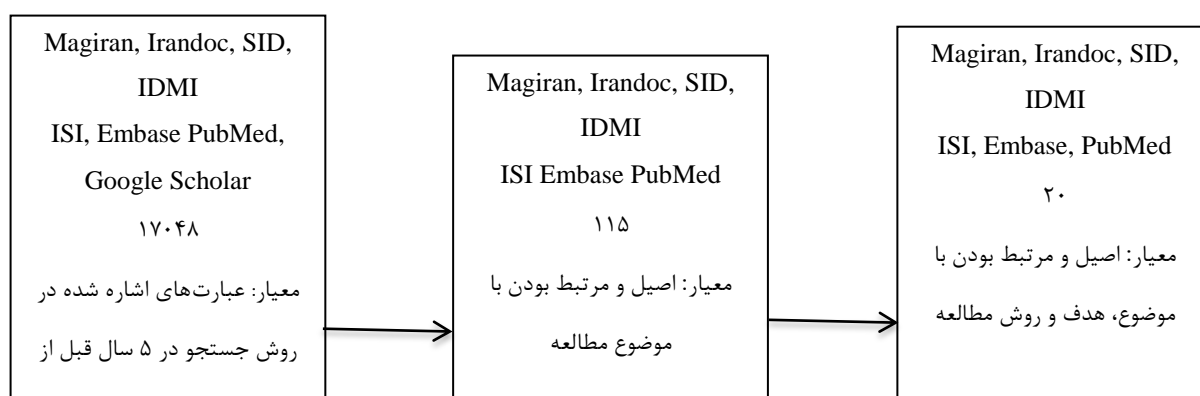 Magiran, Irandoc, SID,
IDMI
ISI, Embase PubMed,
Google Scholar
۱۷۰۴۸
معیار: عبارت‌های اشاره شده در
روش جستجو در ۵ سال قبل از
Magiran, Irandoc, SID,
IDMI
ISI Embase PubMed
۱۱۵
معیار: اصیل و مرتبط بودن با
موضوع مطالعه
Magiran, Irandoc, SID,
IDMI
ISI, Embase, PubMed
۲۰
معیار: اصیل و مرتبط بودن با
موضوع، هدف و روش مطالعه